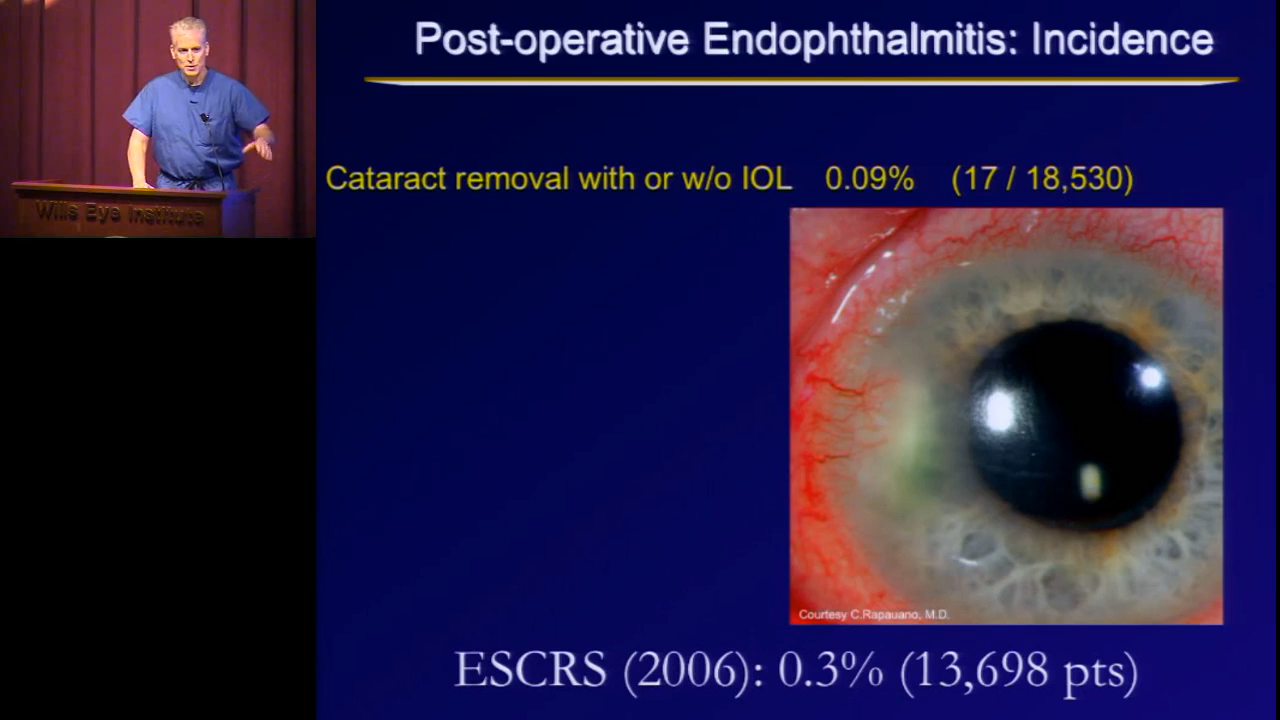 Post-operative Endophthalmitis: Incidence
Wills Eye Institute
Cataract removal with or w/o IOL 0.09% (17 / 18,530)
Courtesy C.Rapauano, M.D.
ESCRS (2006): 0.3% (13,698 pts)